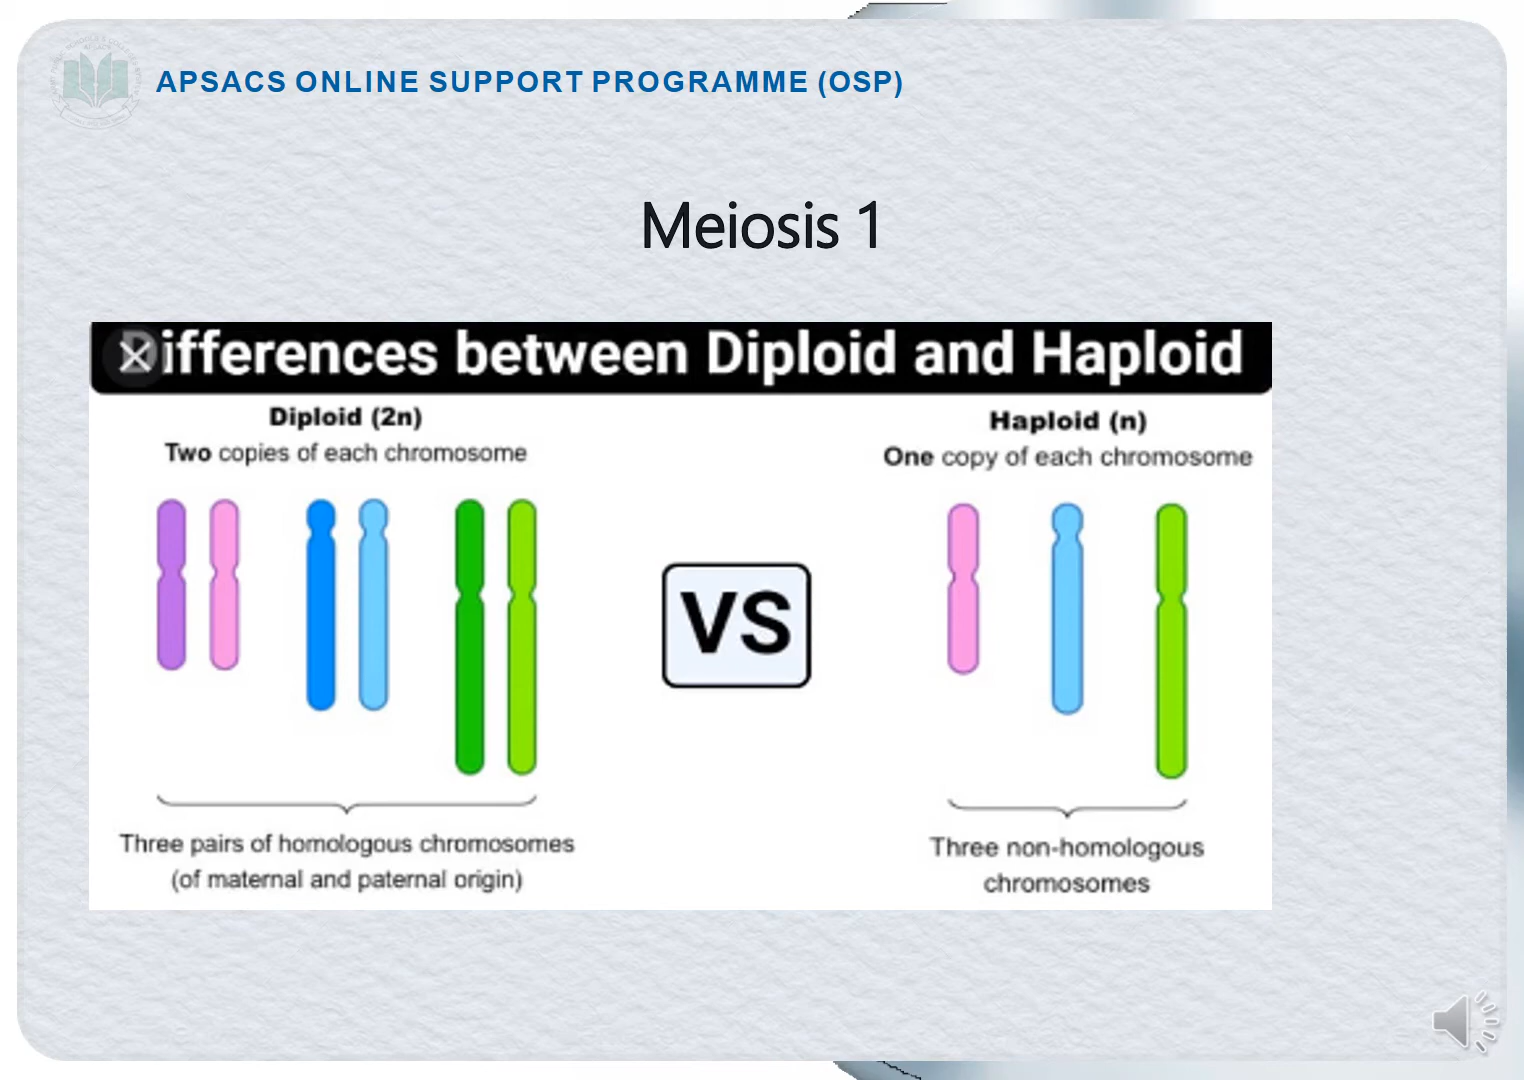 APSACS ONLINE SUPPORT PROGRAMME (OSP)
Meiosis 1
Differences between Diploid and Haploid
Diploid (2n)
Two copies of each chromosome
Haploid (n)
One copy of each chromosome
VS
Three pairs of homologous chromosomes
(of maternal and paternal origin)
Three non-homologous
chromosomes